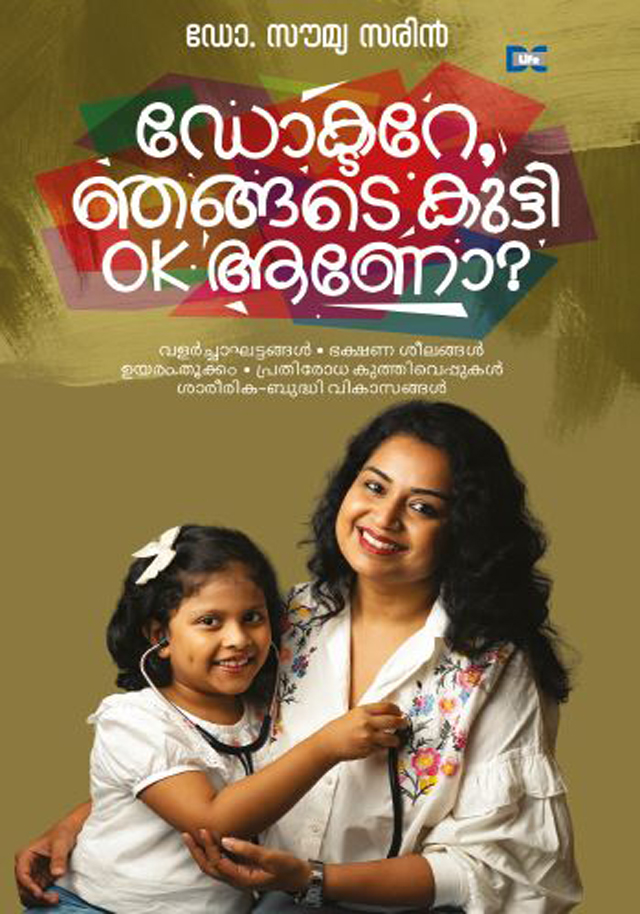 ഡോ. സൗമ്യ സരിൻ
DC
Life
ഡോക്ടറേ,
ഞങ്ങടെ കുട്ടി
OK ആണോ?
വളർച്ചാഘട്ടങ്ങൾ • ഭക്ഷണ ശീലങ്ങൾ
ഉയരം-തൂക്കം • പ്രതിരോധ കുത്തിവെപ്പുകൾ
ശാരീരിക-ബുദ്ധി വികാസങ്ങൾ